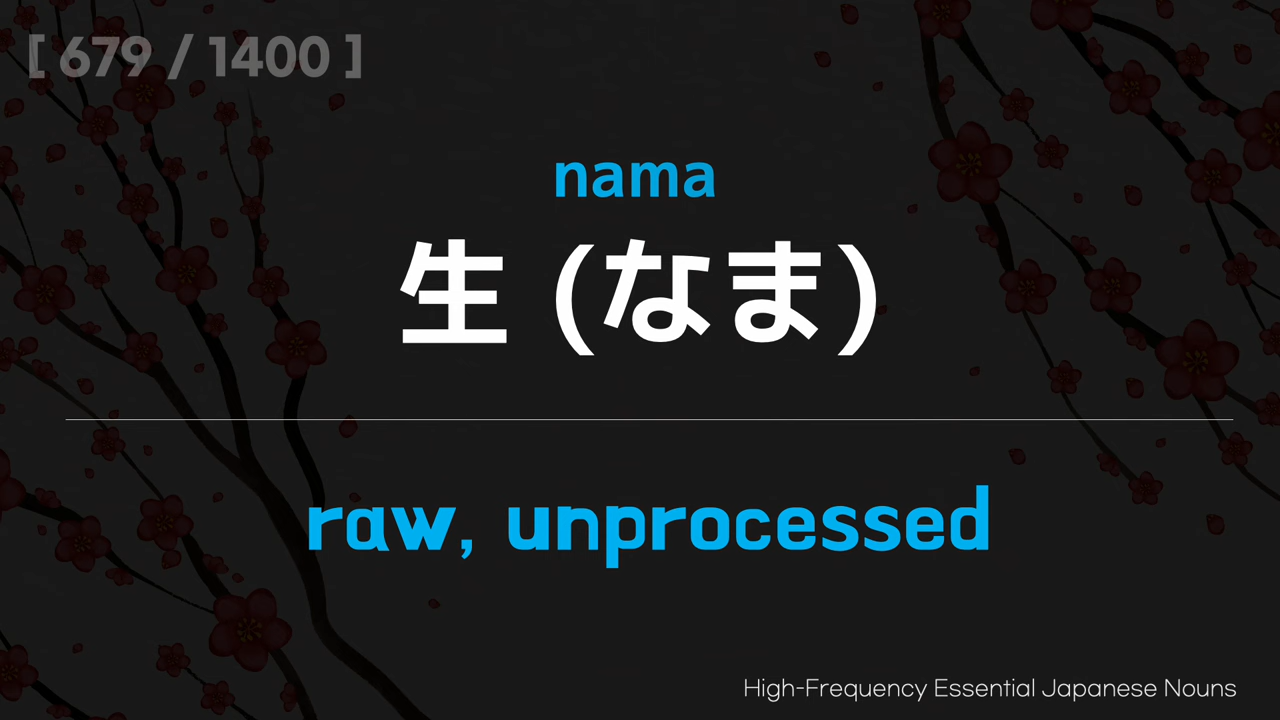 [ 679 / 1400 ]
nama
生 (なま)
raw, unprocessed
High-Frequency Essential Japanese Nouns